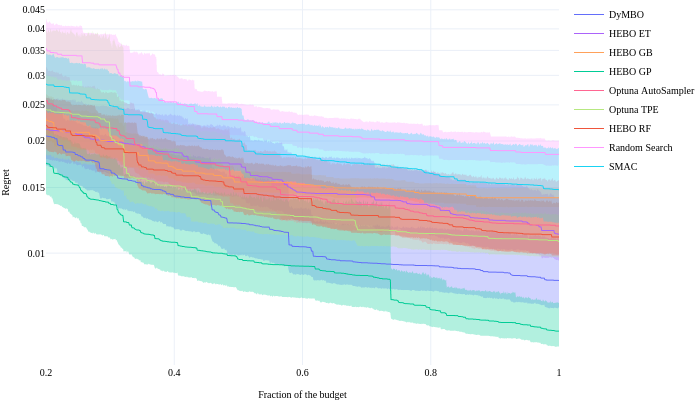 0.045
0.04
0.035
0.03
0.025
0.02
0.015
0.01
Regret
0.2
0.4
0.6
0.8
1
Fraction of the budget
DyMBO
HEBO ET
HEBO GB
HEBO GP
Optuna AutoSampler
Optuna TPE
HEBO RF
Random Search
SMAC